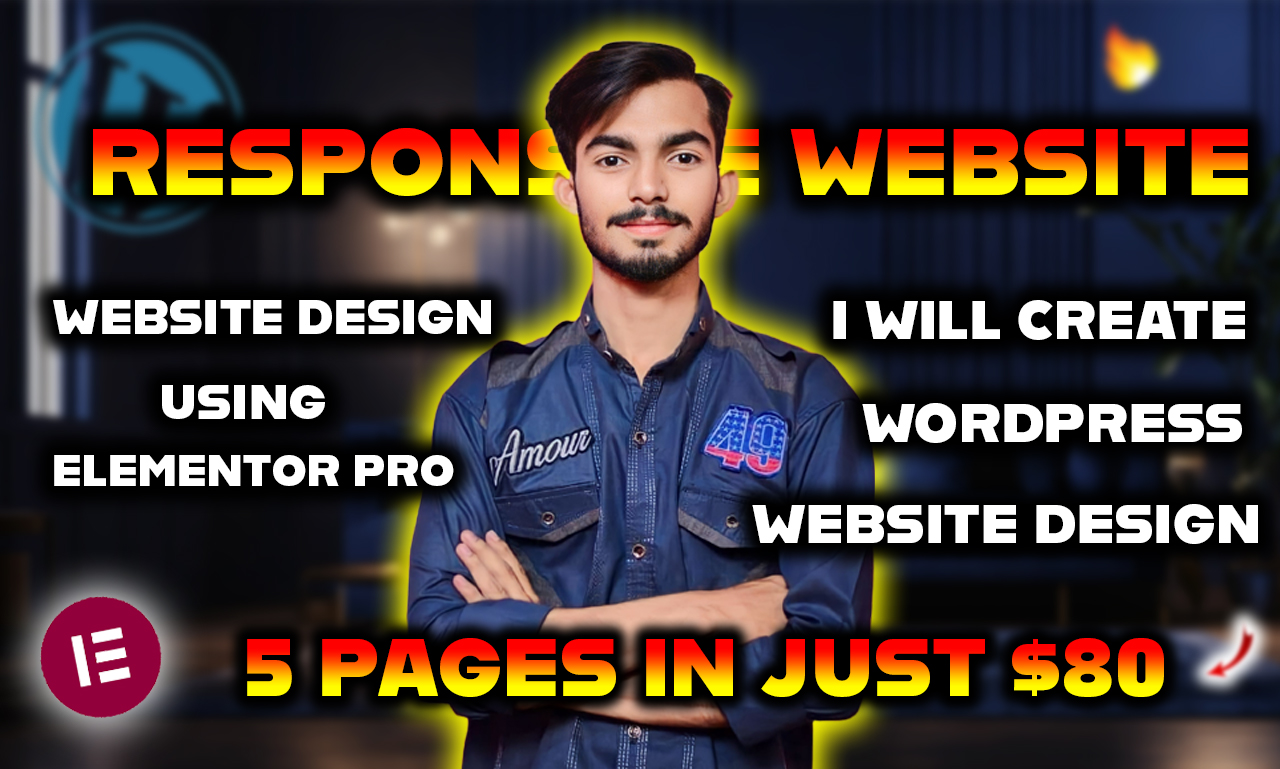 RESPONS E WEBSITE
WEBSITE DESIGN
USING
ELEMENTOR PRO
I WILL CREATE
WORDPRESS
WEBSITE DESIGN
Amour
49
5 PAGES IN JUST $80